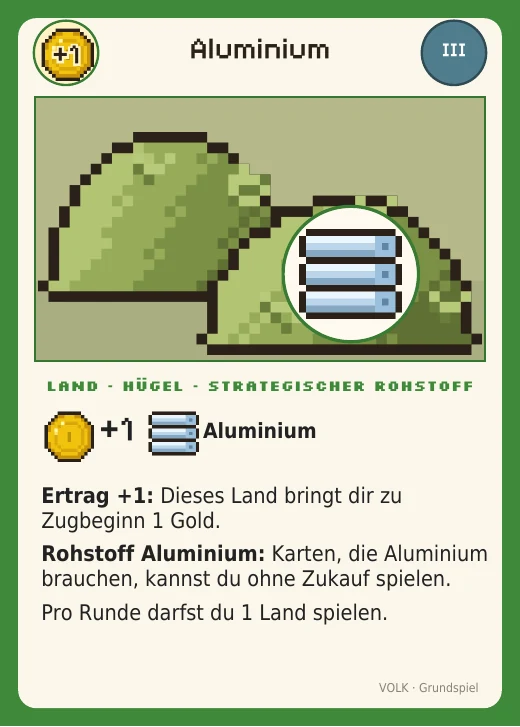 +1
Aluminium
III
LAND - HÜGEL - STRATEGISCHER ROHSTOFF
+1 Aluminium
Ertrag +1: Dieses Land bringt dir zu
Zugbeginn 1 Gold.
Rohstoff Aluminium: Karten, die Aluminium
brauchen, kannst du ohne Zukauf spielen.
Pro Runde darfst du 1 Land spielen.
VOLK · Grundspiel